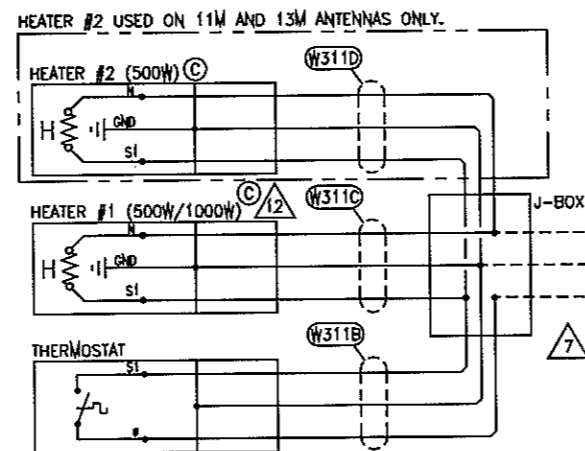 HEATER #2 USED ON 11M AND 13M ANTENNAS ONLY.
W311D
HEATER #2 (500W) C
N
GND
S1
HEATER #1 (500W/1000W) C 12
W311C
J-BOX
N
GND
S1
W311B
7
THERMOSTAT
S1